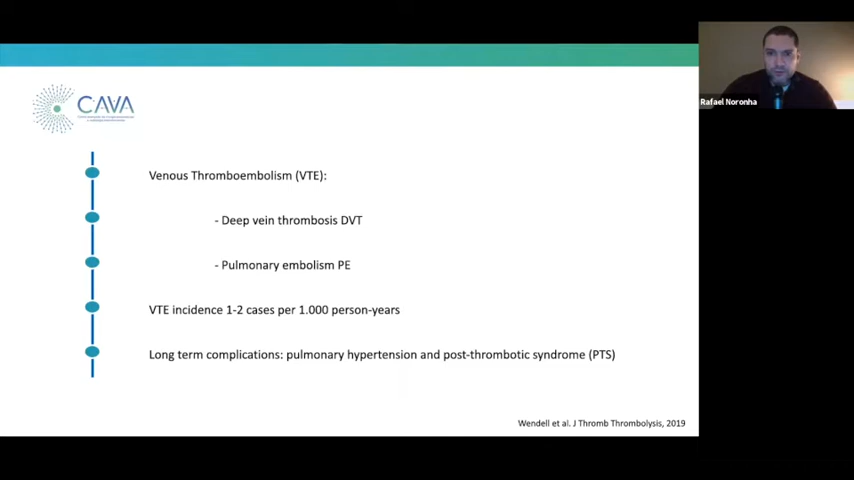 Rafael Noronha
CAVA
Venous Thromboembolism (VTE):
- Deep vein thrombosis DVT
- Pulmonary embolism PE
VTE incidence 1-2 cases per 1.000 person-years
Long term complications: pulmonary hypertension and post-thrombotic syndrome (PTS)
Wendell et al. J Thromb Thrombolysis, 2019